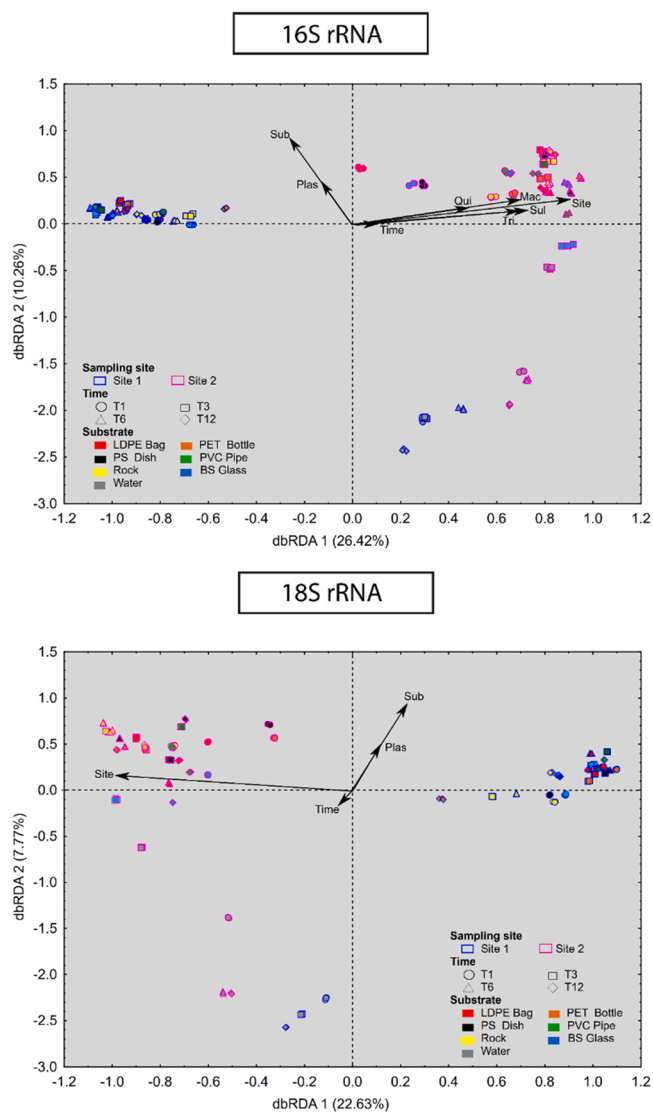 16S rRNA
1.5
1.0
0.5
0.0
-0.5
-1.0
-1.5
-2.0
-2.5
-3.0
dbRDA 2 (10.26%)
Sub
Plas
Time
Qui
Mac
Site
Sul
Tri
Sampling site
Site 1 Site 2
Time
T1 T3
T6 T12
Substrate
LDPE Bag PET Bottle
PS Dish PVC Pipe
Rock BS Glass
Water
-1.2 -1.0 -0.8 -0.6 -0.4 -0.2 0.0 0.2 0.4 0.6 0.8 1.0 1.2
dbRDA 1 (26.42%)
18S rRNA
1.5
1.0
0.5
0.0
-0.5
-1.0
-1.5
-2.0
-2.5
-3.0
dbRDA 2 (7.77%)
Sub
Plas
Site
Time
Sampling site
Site 1 Site 2
Time
T1 T3
T6 T12
Substrate
LDPE Bag PET Bottle
PS Dish PVC Pipe
Rock BS Glass
Water
-1.2 -1.0 -0.8 -0.6 -0.4 -0.2 0.0 0.2 0.4 0.6 0.8 1.0 1.2
dbRDA 1 (22.63%)